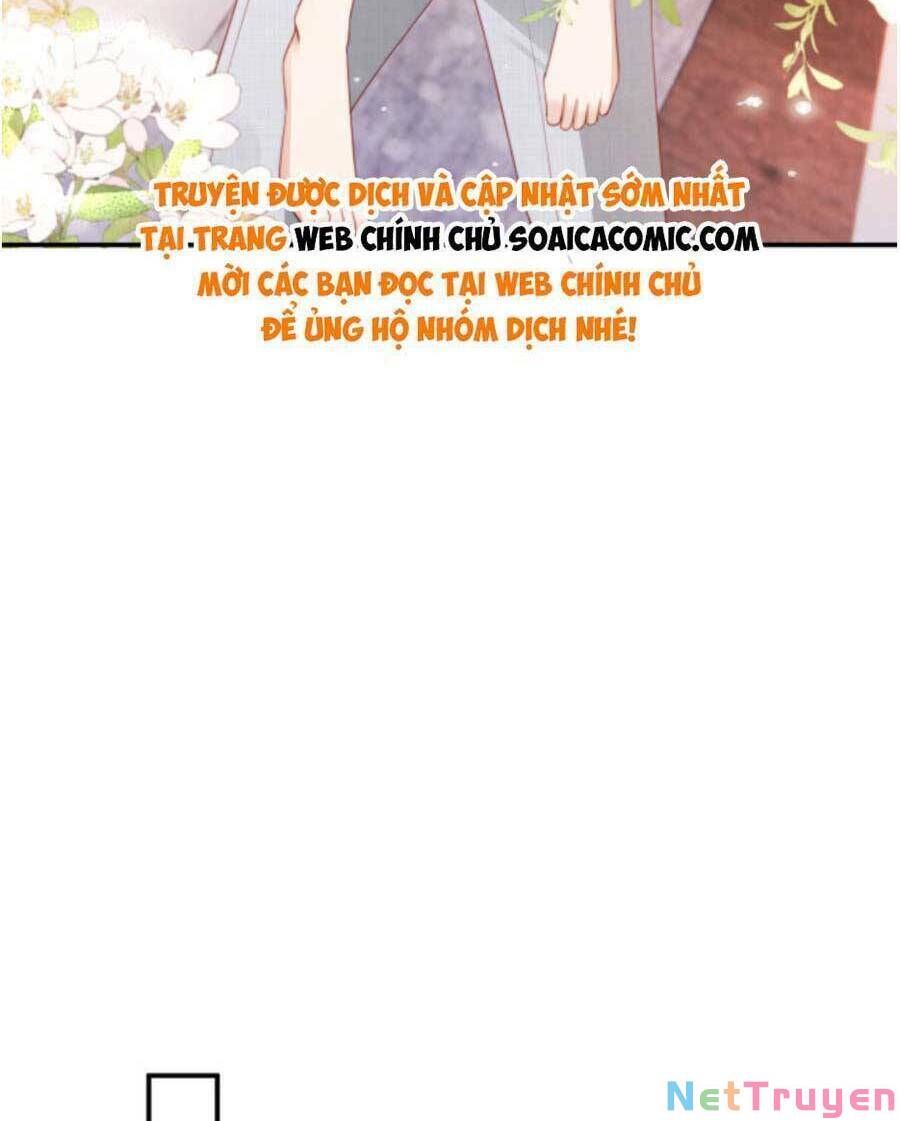 TRUYỆN ĐƯỢC DỊCH VÀ CẬP NHẬT SỚM NHẤT
TẠI TRANG WEB CHÍNH CHỦ SOAICACOMIC.COM
MỜI CÁC BẠN ĐỌC TẠI WEB CHÍNH CHỦ
ĐỂ ỦNG HỘ NHÓM DỊCH NHÉ!
NetTruyen